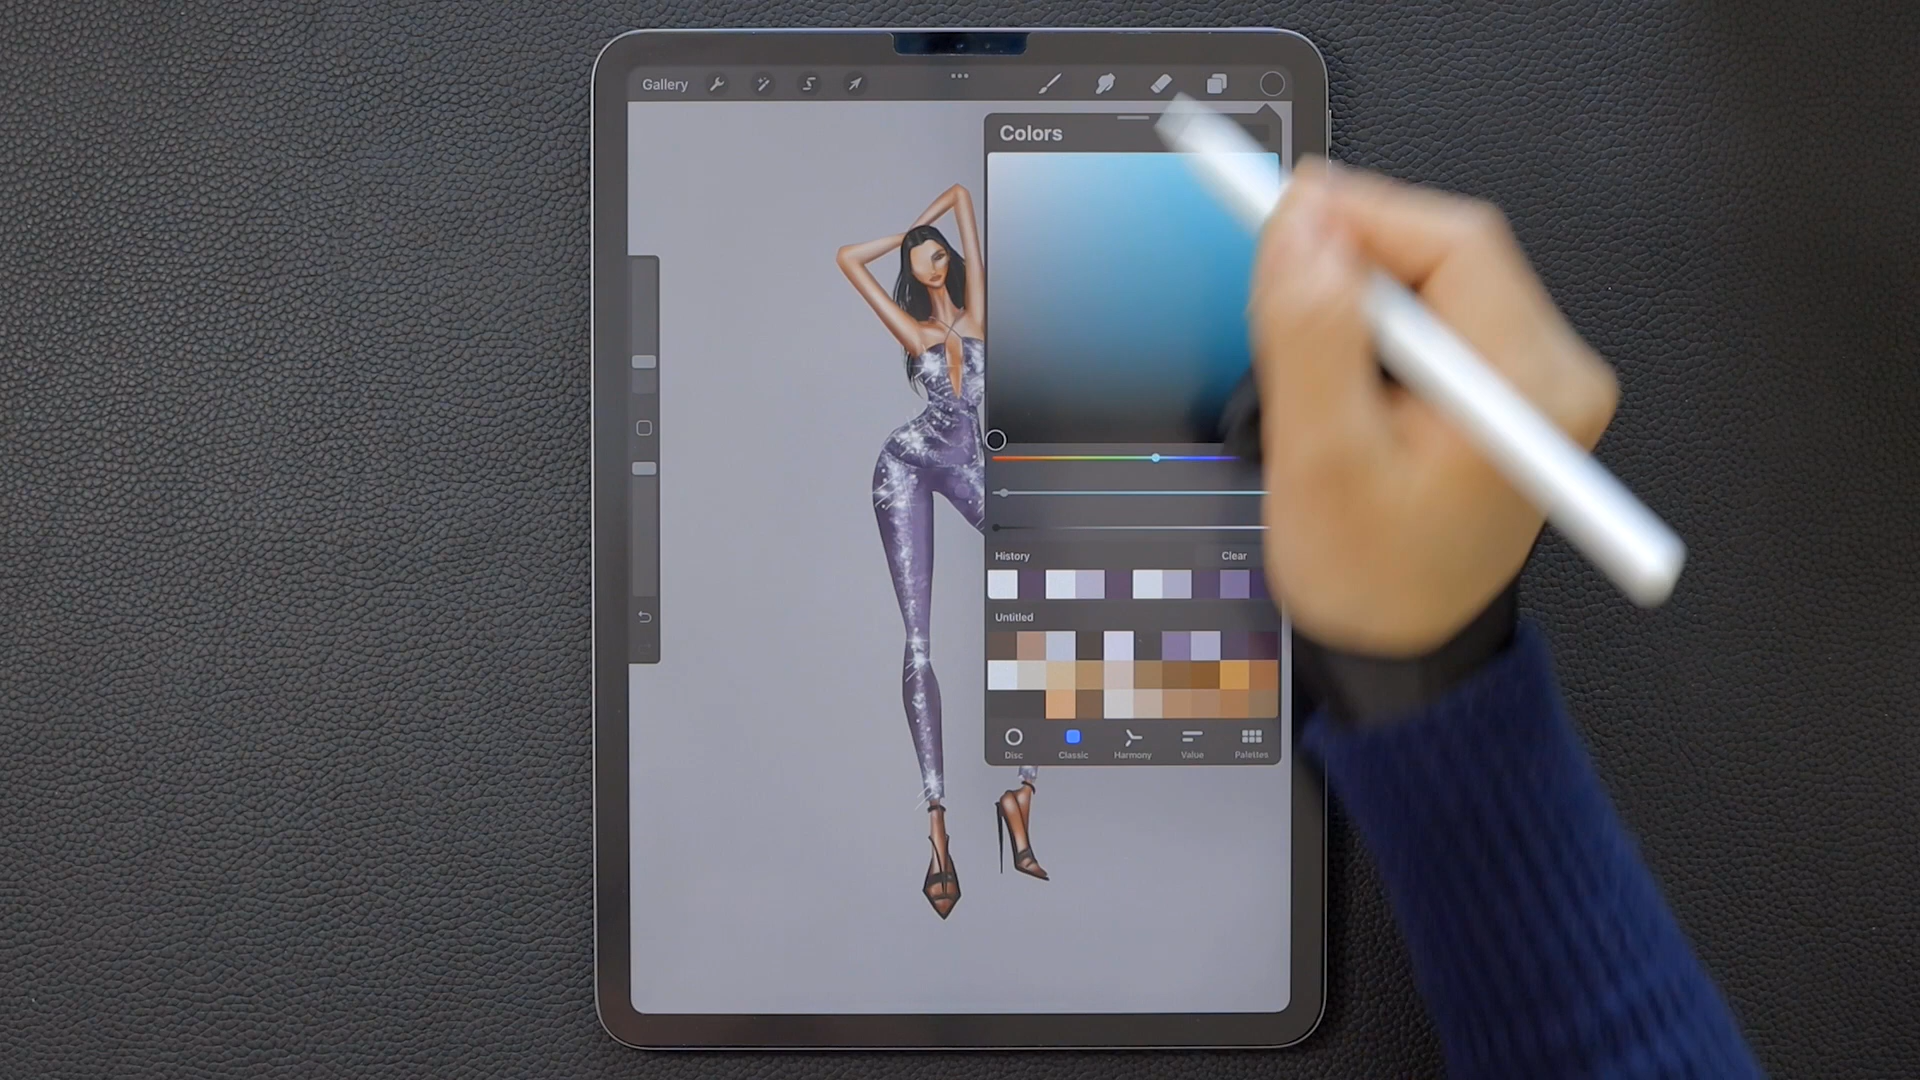 Gallery
Colors
History Clear
Untitled
Disc Classic Harmony Value Palettes